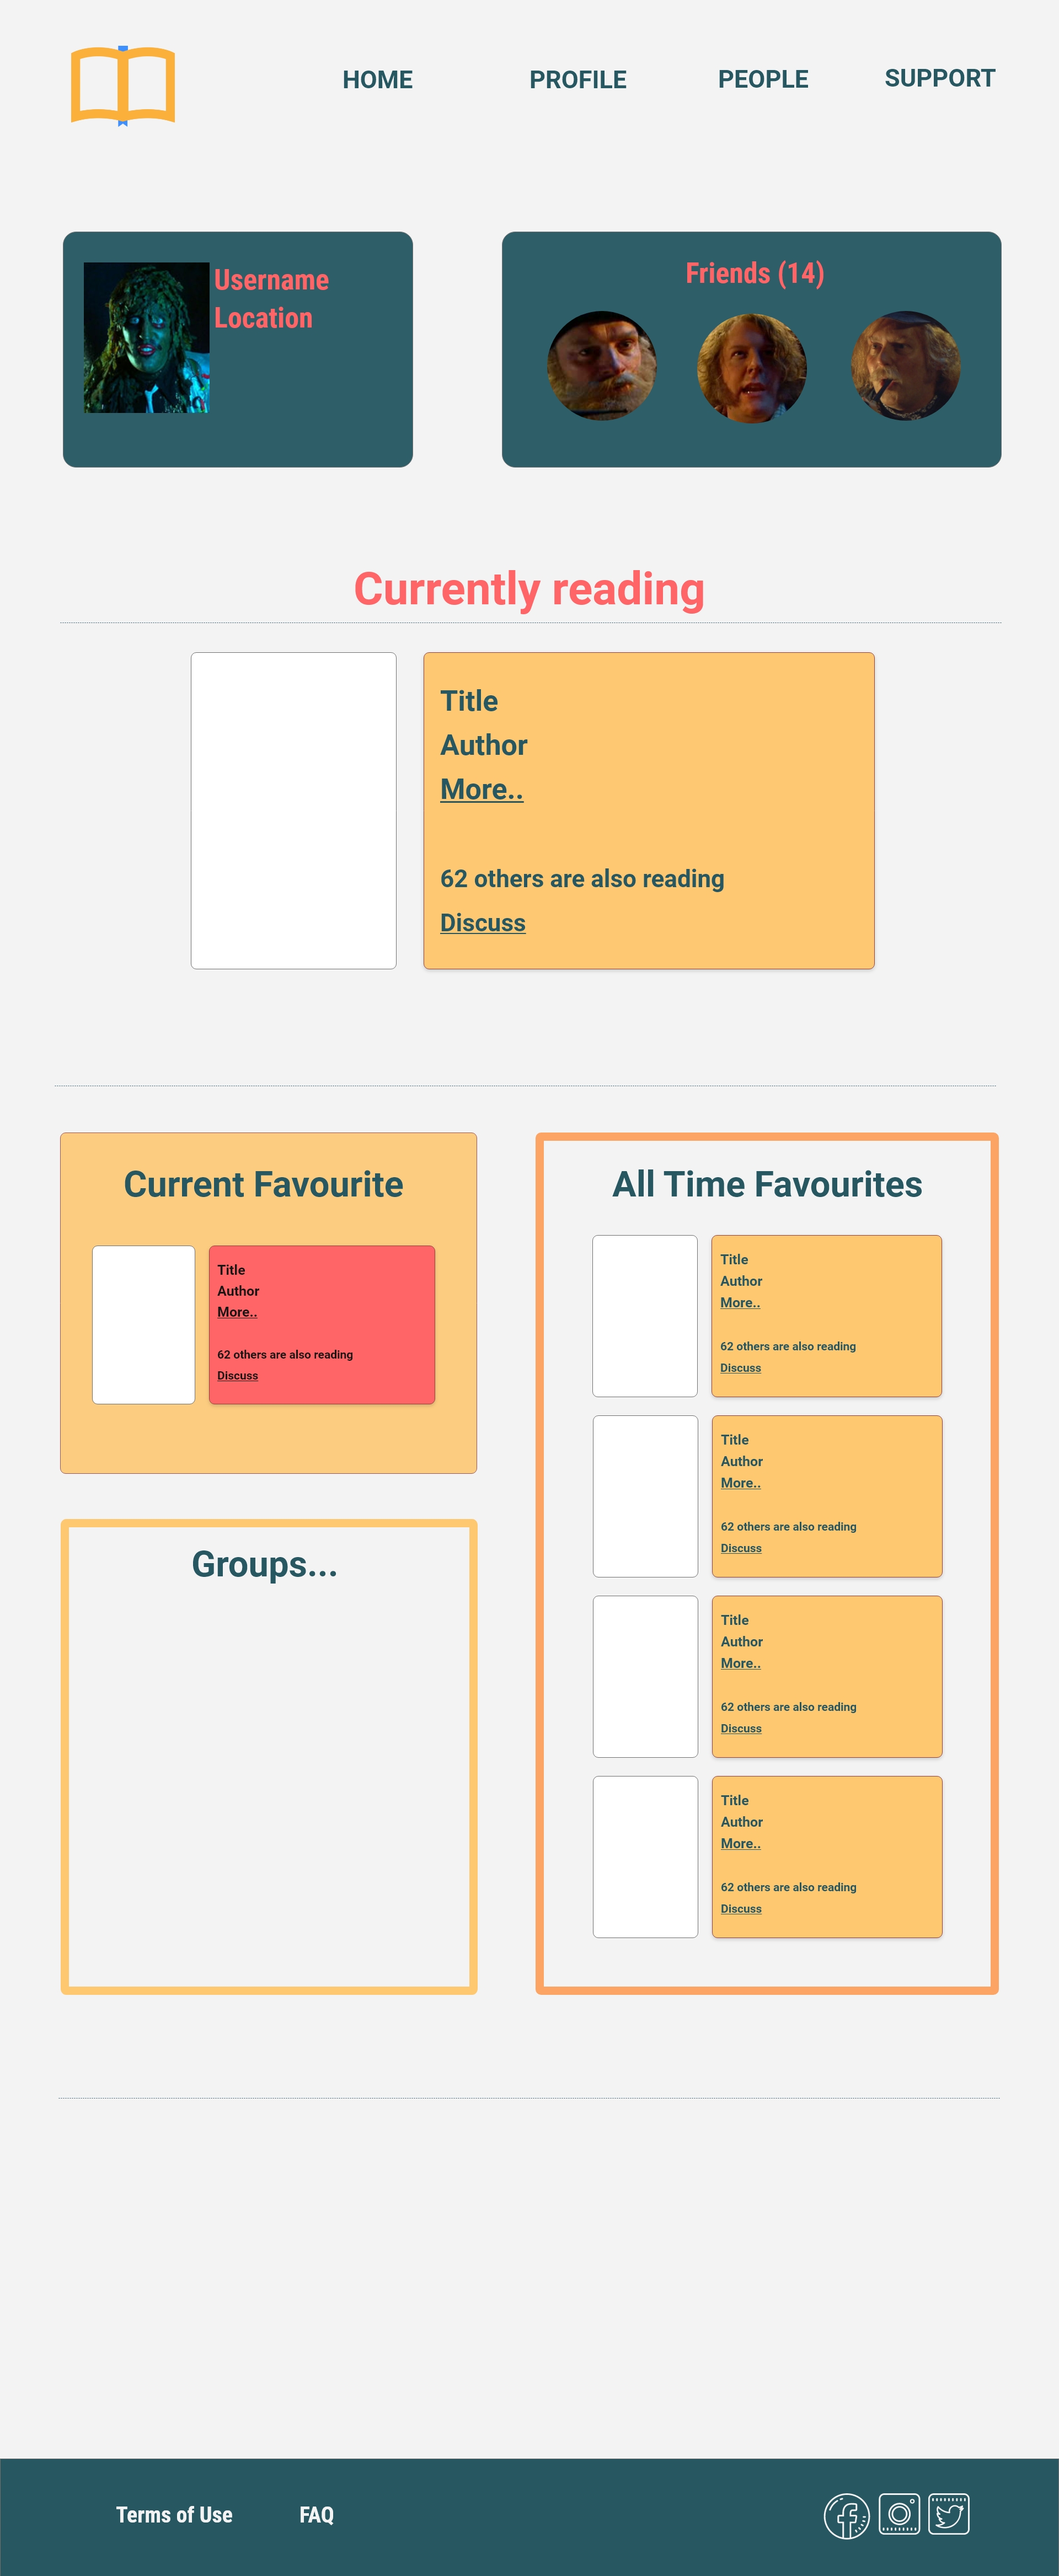 HOME
PROFILE
PEOPLE
SUPPORT
Username
Location
Friends (14)
Currently reading
Title
Author
More..
62 others are also reading
Discuss
Current Favourite
Title
Author
More..
62 others are also reading
Discuss
Groups...
All Time Favourites
Title
Author
More..
62 others are also reading
Discuss
Title
Author
More..
62 others are also reading
Discuss
Title
Author
More..
62 others are also reading
Discuss
Title
Author
More..
62 others are also reading
Discuss
Terms of Use
FAQ